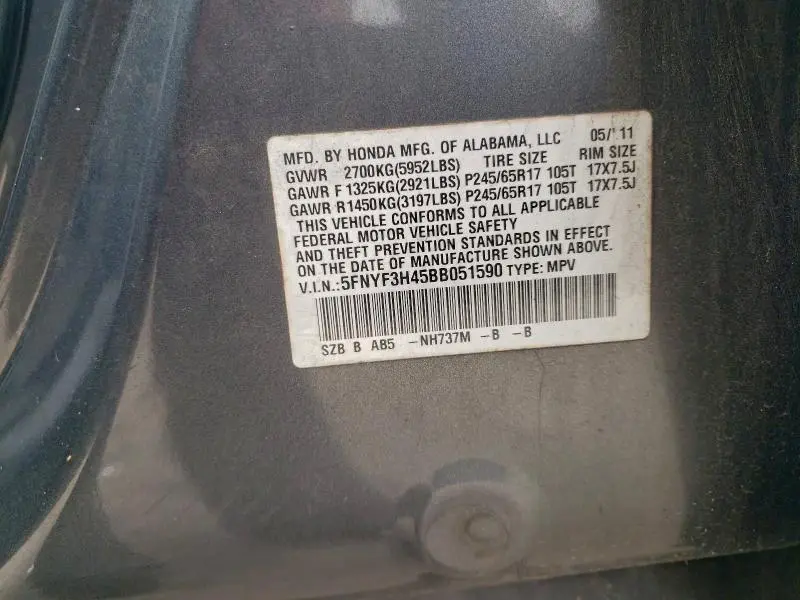 MFD. BY HONDA MFG. OF ALABAMA, LLC 05/'11
GVWR 2700KG(5952LBS) TIRE SIZE RIM SIZE
GAWR F 1325KG(2921LBS) P245/65R17 105T 17X7.5J
GAWR R 1450KG(3197LBS) P245/65R17 105T 17X7.5J
THIS VEHICLE CONFORMS TO ALL APPLICABLE
FEDERAL MOTOR VEHICLE SAFETY
AND THEFT PREVENTION STANDARDS IN EFFECT
ON THE DATE OF MANUFACTURE SHOWN ABOVE.
V.I.N.:5FNYF3H45BB051590 TYPE: MPV
SZB B AB5 -NH737M -B -B